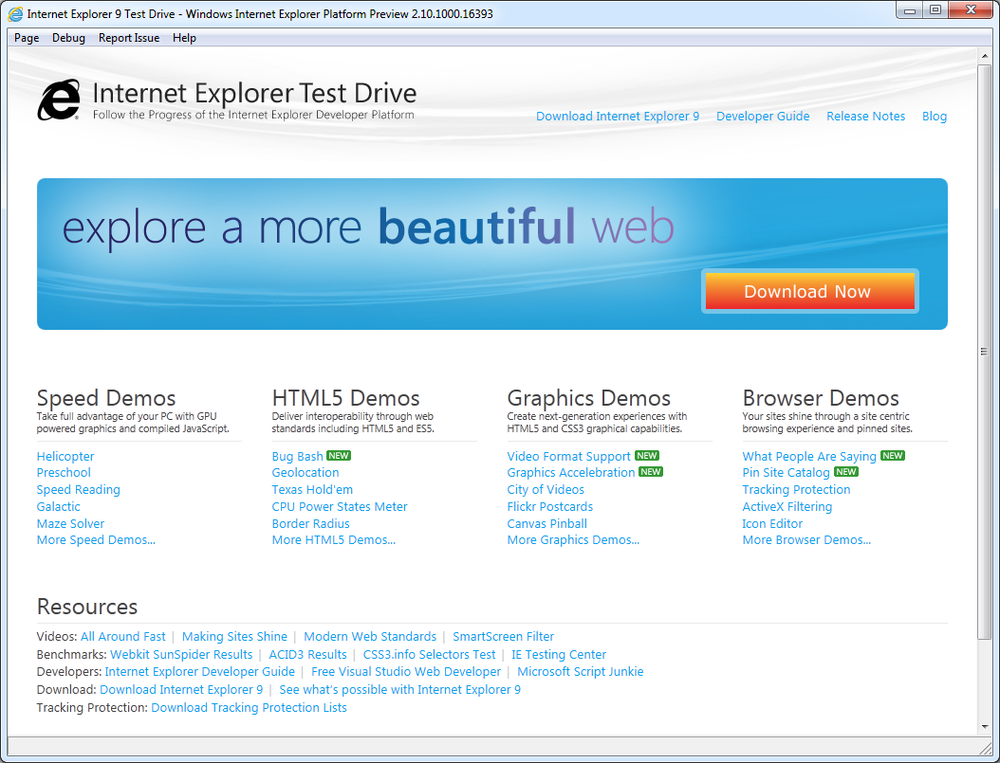 Internet Explorer 9 Test Drive - Windows Internet Explorer Platform Preview 2.10.1000.16393
Page Debug Report Issue Help
Internet Explorer Test Drive
Follow the Progress of the Internet Explorer Developer Platform
Download Internet Explorer 9 Developer Guide Release Notes Blog
explore a more beautiful web
Download Now
Speed Demos
Take full advantage of your PC with GPU
powered graphics and compiled JavaScript.
Helicopter
Preschool
Speed Reading
Galactic
Maze Solver
More Speed Demos...
HTML5 Demos
Deliver interoperability through web
standards including HTML5 and ES5.
Bug Bash NEW
Geolocation
Texas Hold'em
CPU Power States Meter
Border Radius
More HTML5 Demos...
Graphics Demos
Create next-generation experiences with
HTML5 and CSS3 graphical capabilities.
Video Format Support NEW
Graphics Accelebration NEW
City of Videos
Flickr Postcards
Canvas Pinball
More Graphics Demos...
Browser Demos
Your sites shine through a site centric
browsing experience and pinned sites.
What People Are Saying NEW
Pin Site Catalog NEW
Tracking Protection
ActiveX Filtering
Icon Editor
More Browser Demos...
Resources
Videos: All Around Fast | Making Sites Shine | Modern Web Standards | SmartScreen Filter
Benchmarks: Webkit SunSpider Results | ACID3 Results | CSS3.info Selectors Test | IE Testing Center
Developers: Internet Explorer Developer Guide | Free Visual Studio Web Developer | Microsoft Script Junkie
Download: Download Internet Explorer 9 | See what's possible with Internet Explorer 9
Tracking Protection: Download Tracking Protection Lists